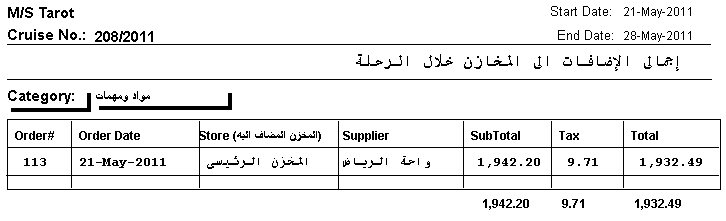 M/S Tarot Start Date: 21-May-2011
Cruise No.: 208/2011 End Date: 28-May-2011
إجمالى الإضافات الى المخازن خلال الرحلة
Category: مواد ومهمات
Order# Order Date Store (المخزن المضاف اليه) Supplier SubTotal Tax Total
113 21-May-2011 المخزن الرئيسى واحة الرياض 1,942.20 9.71 1,932.49
1,942.20 9.71 1,932.49